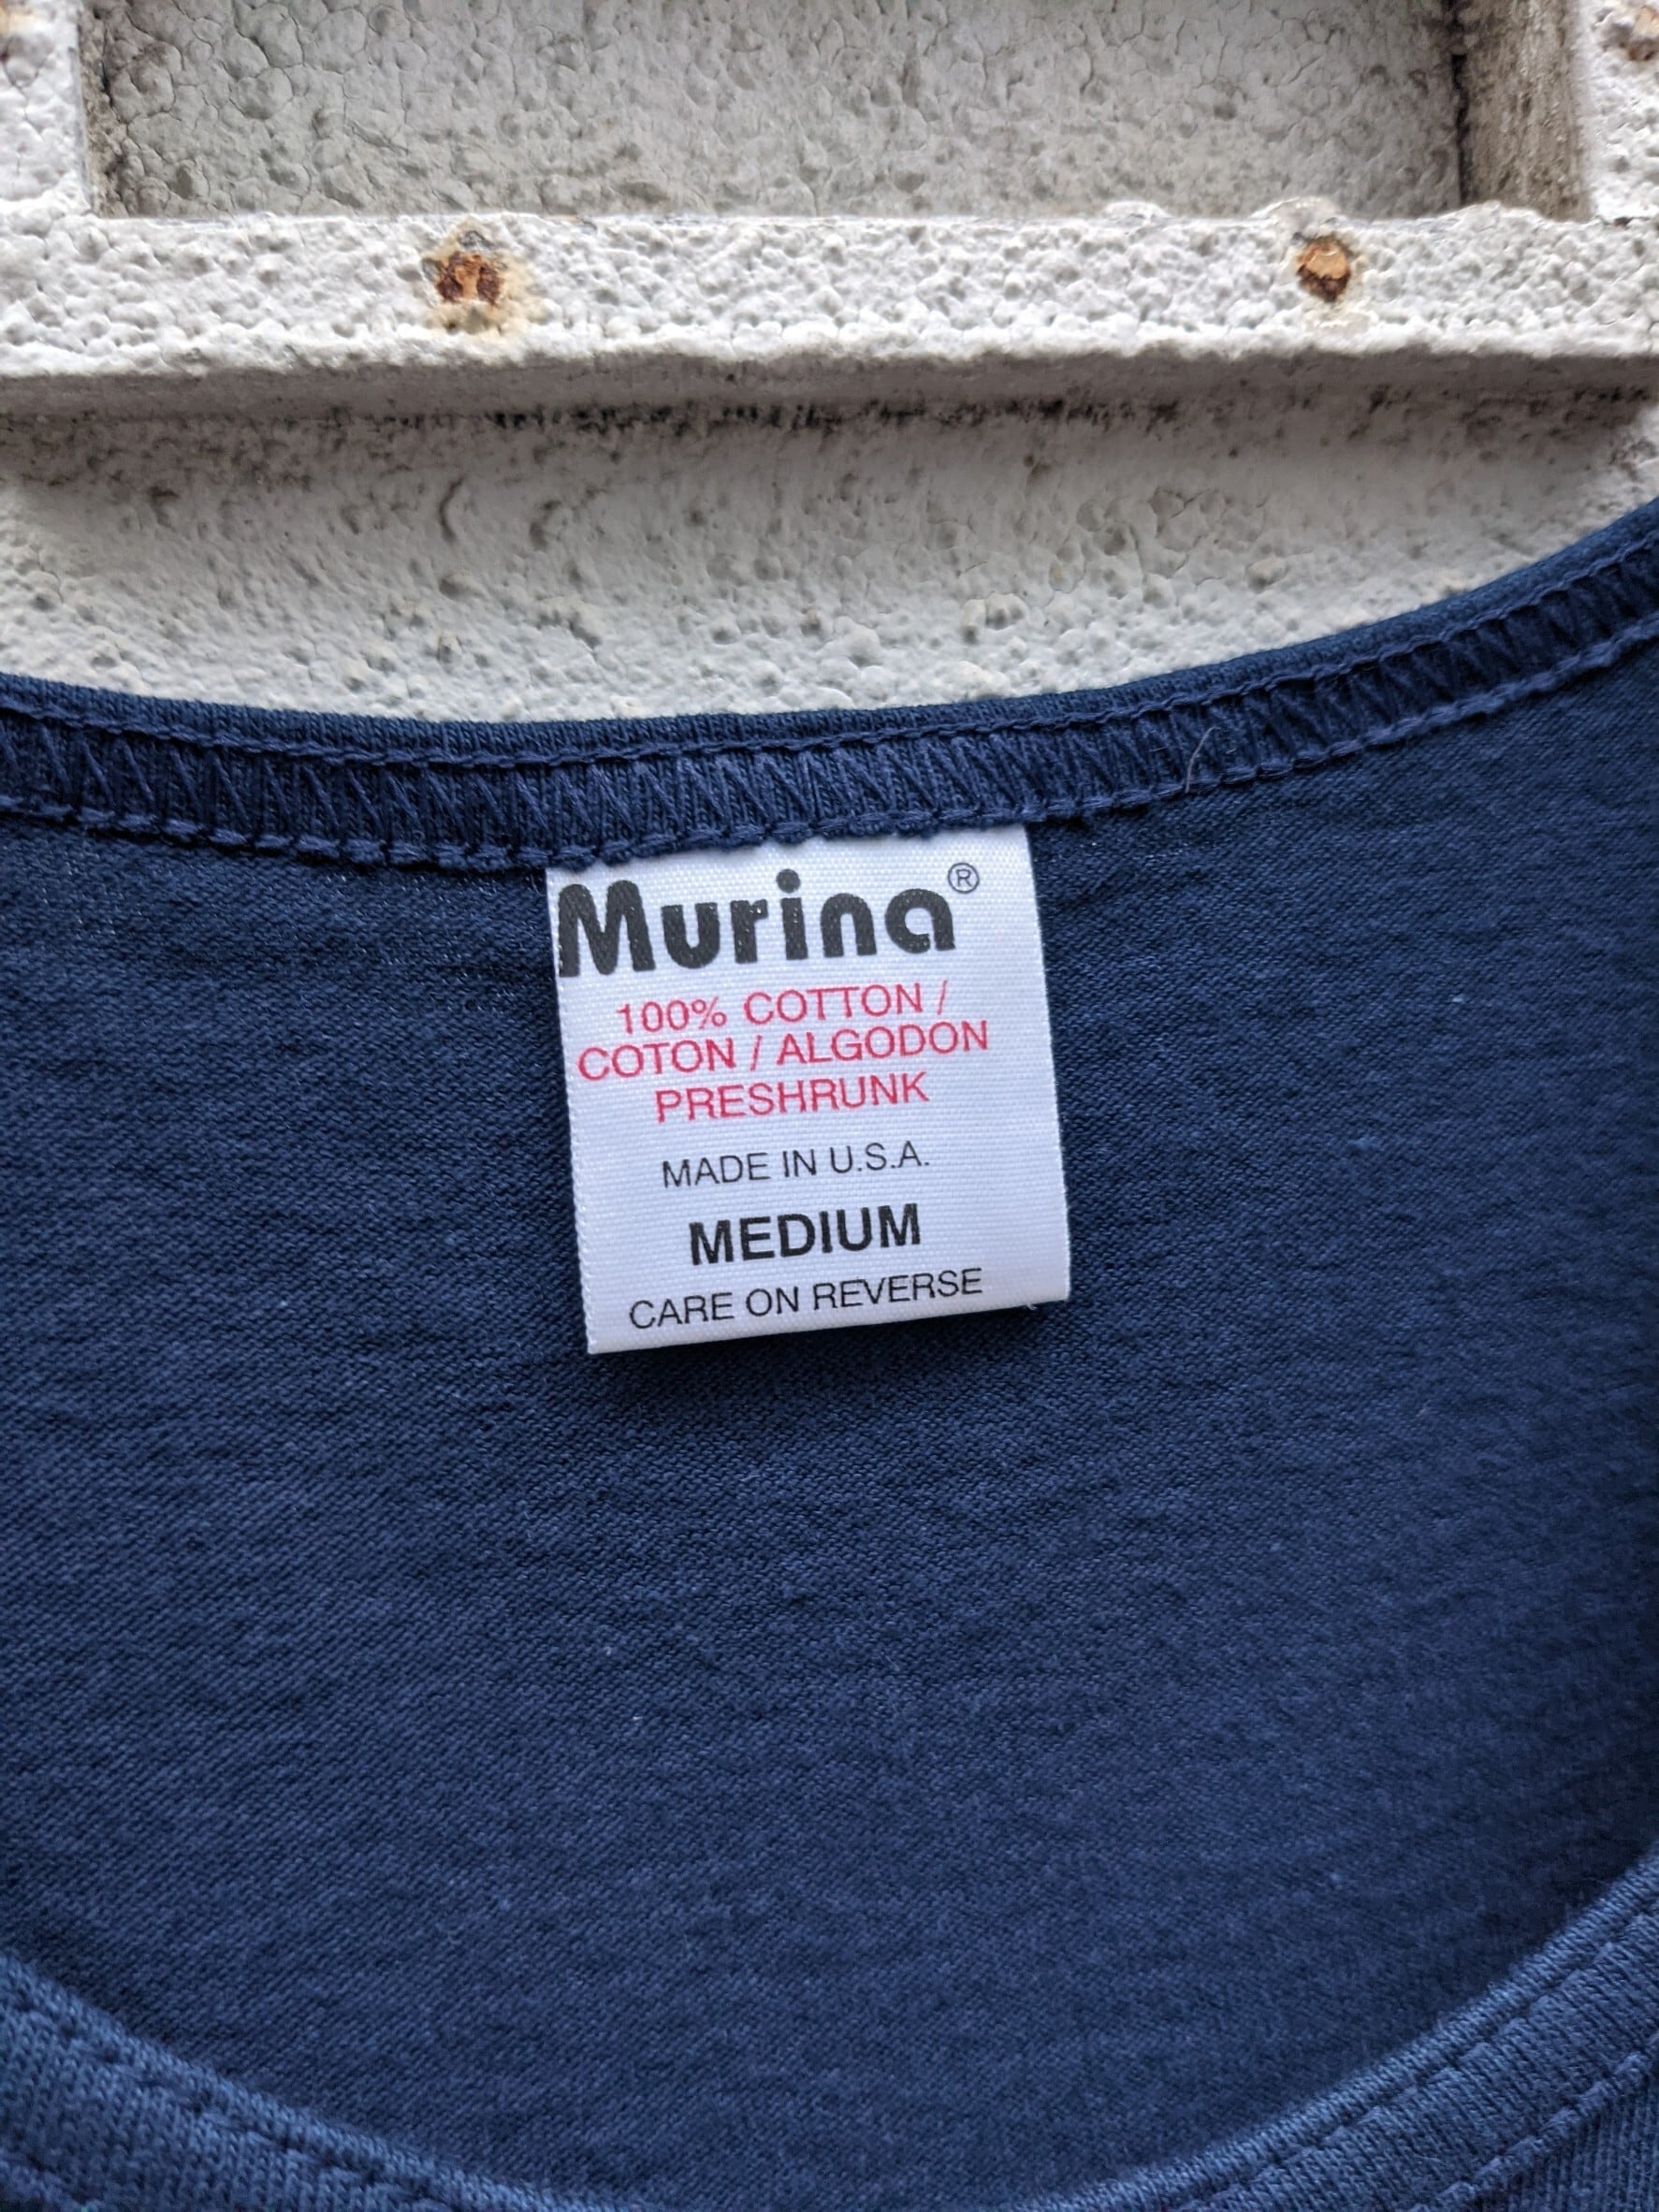 Murina®
100% COTTON /
COTON / ALGODON
PRESHRUNK
MADE IN U.S.A.
MEDIUM
CARE ON REVERSE